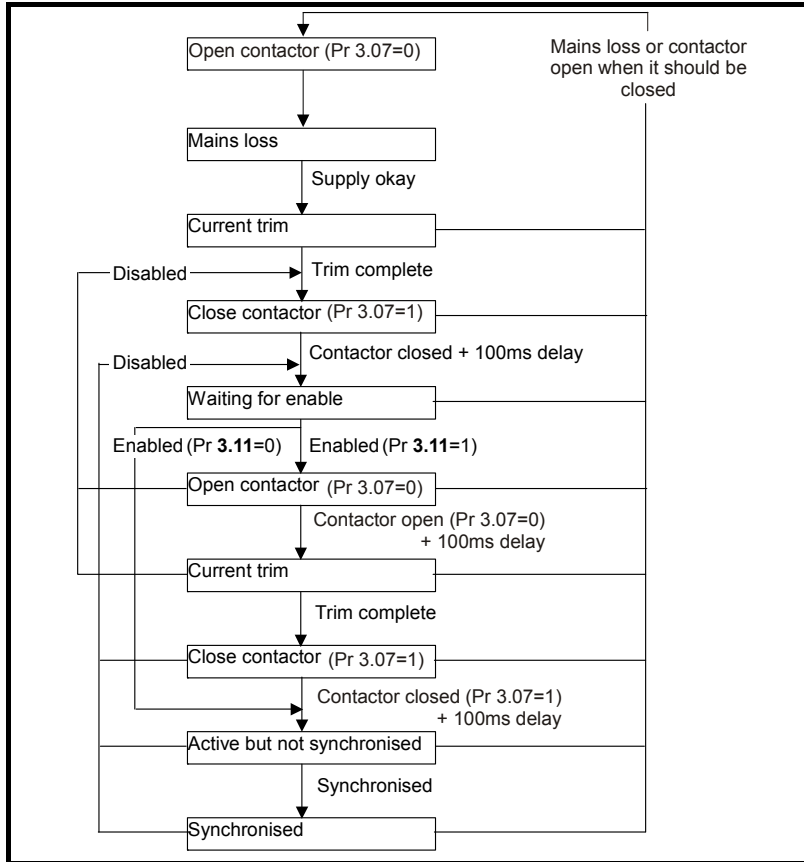 Open contactor (Pr 3.07=0)
Mains loss or contactor
open when it should be
closed
Mains loss
Supply okay
Current trim
Disabled
Trim complete
Close contactor (Pr 3.07=1)
Disabled
Contactor closed + 100ms delay
Waiting for enable
Enabled (Pr 3.11=0)
Enabled (Pr 3.11=1)
Open contactor (Pr 3.07=0)
Contactor open (Pr 3.07=0)
+ 100ms delay
Current trim
Trim complete
Close contactor (Pr 3.07=1)
Contactor closed (Pr 3.07=1)
+ 100ms delay
Active but not synchronised
Synchronised
Synchronised